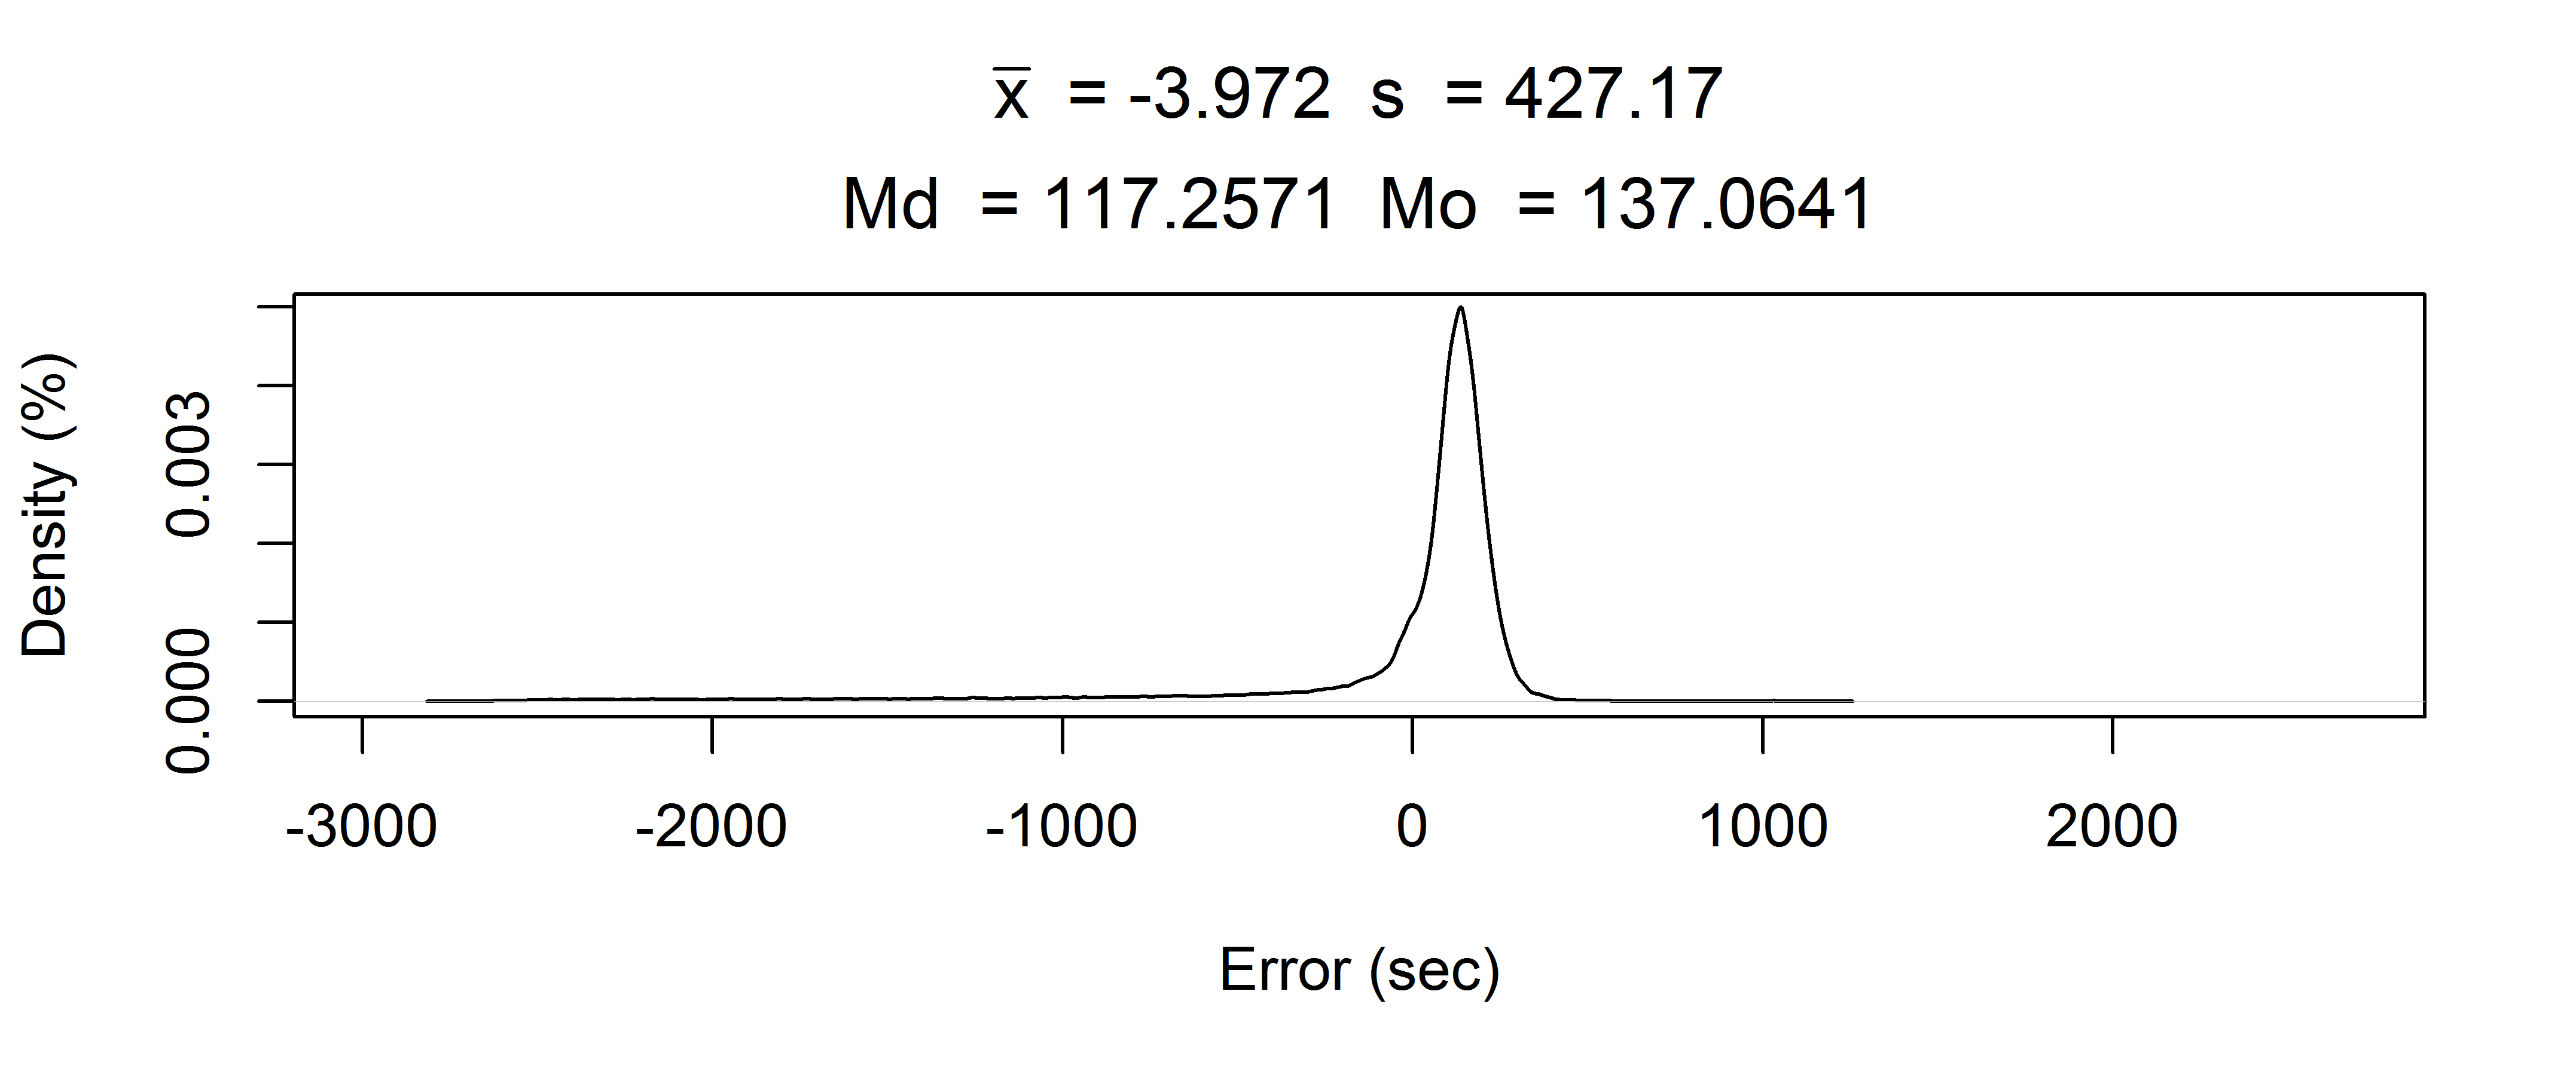 x̅ = -3.972 s = 427.17
Md = 117.2571 Mo = 137.0641
Density (%)
0.003
0.000
-3000 -2000 -1000 0 1000 2000
Error (sec)